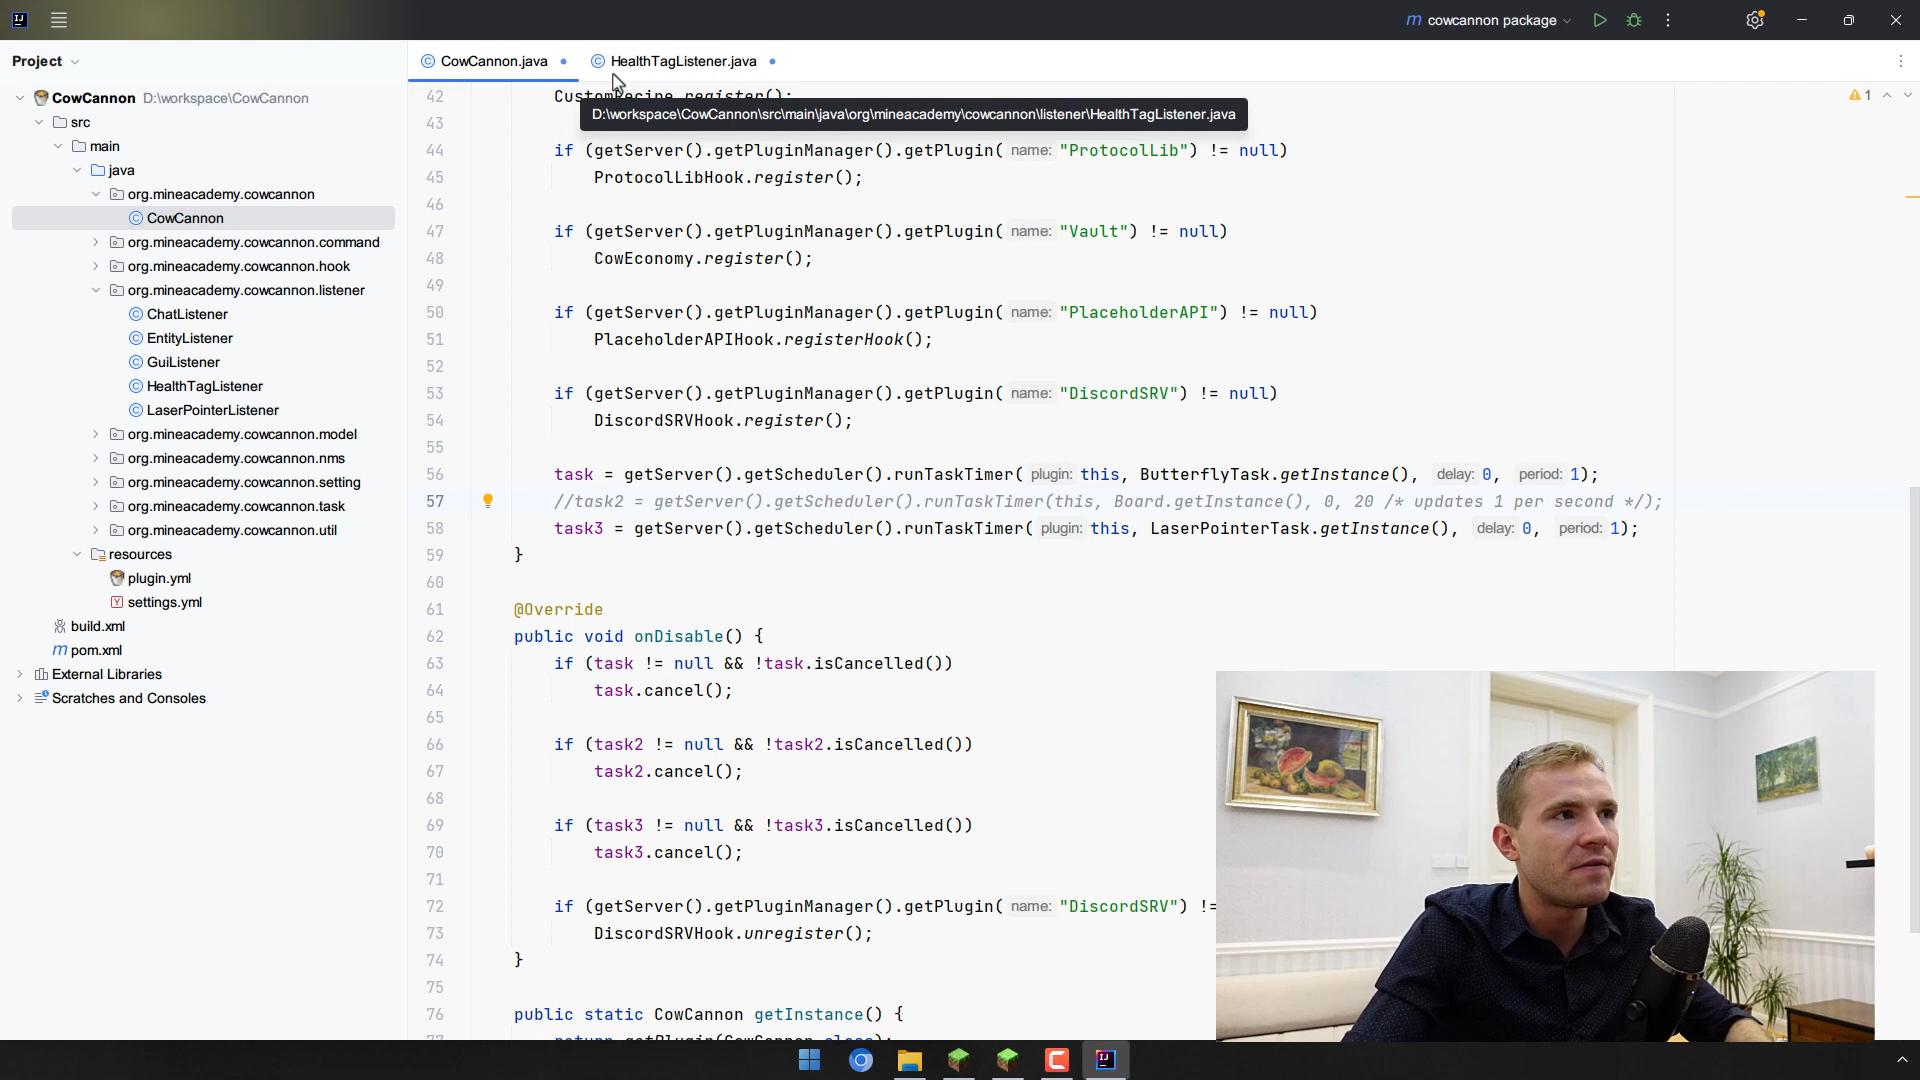 cowcannon package
Project
CowCannon.java
HealthTagListener.java
CowCannon D:\workspace\CowCannon
src
main
java
org.mineacademy.cowcannon
CowCannon
org.mineacademy.cowcannon.command
org.mineacademy.cowcannon.hook
org.mineacademy.cowcannon.listener
ChatListener
EntityListener
GuiListener
HealthTagListener
LaserPointerListener
org.mineacademy.cowcannon.model
org.mineacademy.cowcannon.nms
org.mineacademy.cowcannon.setting
org.mineacademy.cowcannon.task
org.mineacademy.cowcannon.util
resources
plugin.yml
settings.yml
build.xml
pom.xml
External Libraries
Scratches and Consoles
D:\workspace\CowCannon\src\main\java\org\mineacademy\cowcannon\listener\HealthTagListener.java
1
42 CustomRecipe.register();
43
44 if (getServer().getPluginManager().getPlugin( name: "ProtocolLib") != null)
45 ProtocolLibHook.register();
46
47 if (getServer().getPluginManager().getPlugin( name: "Vault") != null)
48 CowEconomy.register();
49
50 if (getServer().getPluginManager().getPlugin( name: "PlaceholderAPI") != null)
51 PlaceholderAPIHook.registerHook();
52
53 if (getServer().getPluginManager().getPlugin( name: "DiscordSRV") != null)
54 DiscordSRVHook.register();
55
56 task = getServer().getScheduler().runTaskTimer( plugin: this, ButterflyTask.getInstance(), delay: 0, period: 1);
57 //task2 = getServer().getScheduler().runTaskTimer(this, Board.getInstance(), 0, 20 /* updates 1 per second */);
58 task3 = getServer().getScheduler().runTaskTimer( plugin: this, LaserPointerTask.getInstance(), delay: 0, period: 1);
59 }
60
61 @Override
62 public void onDisable() {
63 if (task != null && !task.isCancelled())
64 task.cancel();
65
66 if (task2 != null && !task2.isCancelled())
67 task2.cancel();
68
69 if (task3 != null && !task3.isCancelled())
70 task3.cancel();
71
72 if (getServer().getPluginManager().getPlugin( name: "DiscordSRV") !=
73 DiscordSRVHook.unregister();
74 }
75
76 public static CowCannon getInstance() {
77 return getPlugin(CowCannon.class);